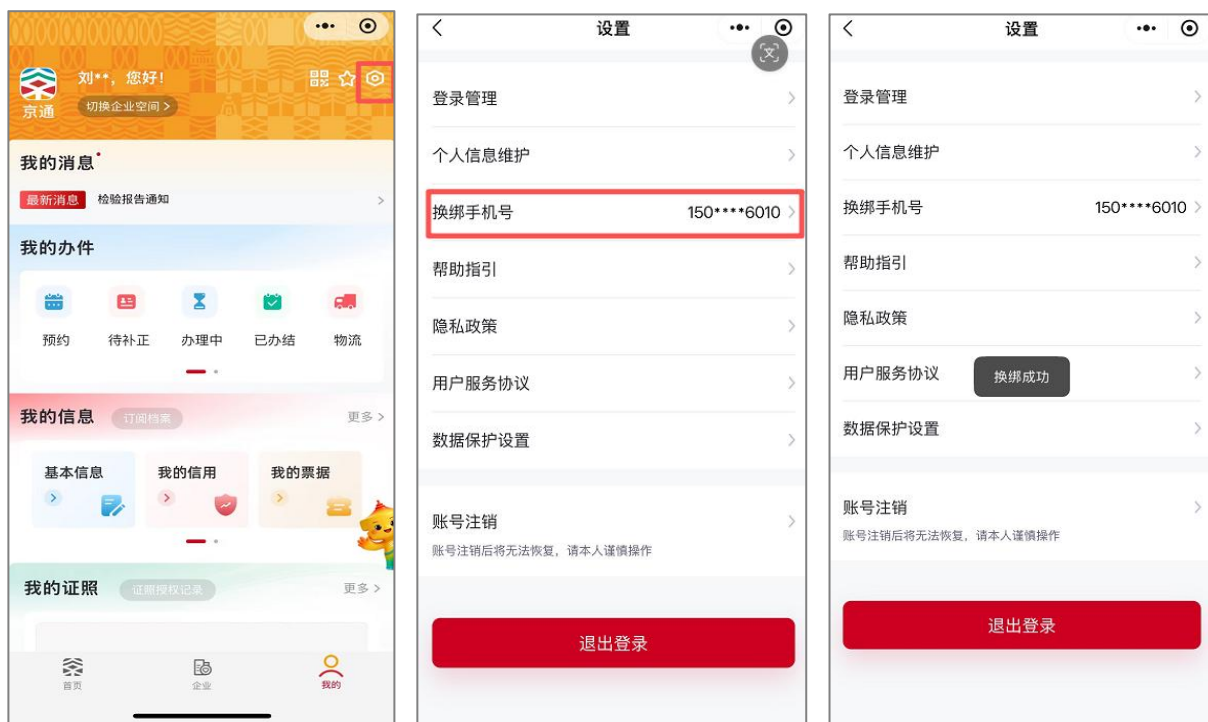 刘**，您好！
京通
切换企业空间 >
我的消息
最新消息 检验报告通知
我的办件
预约 待补正 办理中 已办结 物流
我的信息 订阅档案 更多 >
基本信息 我的信用 我的票据
我的证照 证照授权记录 更多 >
首页 企业 我的
设置
文
登录管理
个人信息维护
换绑手机号 150****6010
帮助指引
隐私政策
用户服务协议
数据保护设置
账号注销
账号注销后将无法恢复，请本人谨慎操作
退出登录
设置
登录管理
个人信息维护
换绑手机号 150****6010
帮助指引
隐私政策
用户服务协议
换绑成功
数据保护设置
账号注销
账号注销后将无法恢复，请本人谨慎操作
退出登录